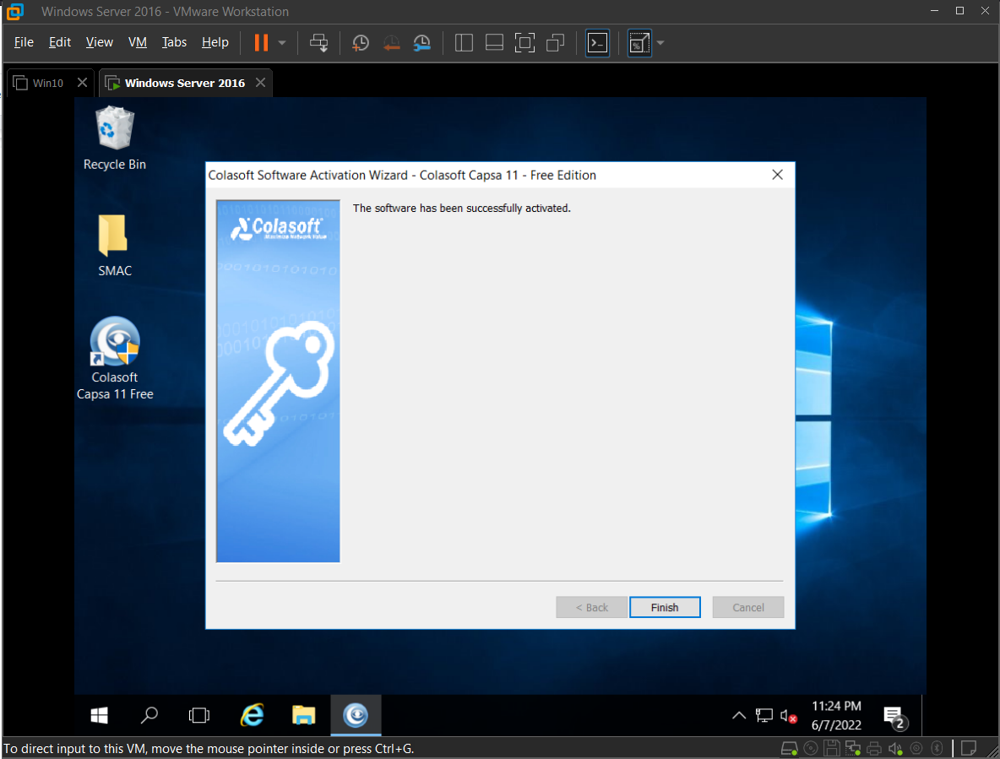 Windows Server 2016 - VMware Workstation
File Edit View VM Tabs Help
Win10
Windows Server 2016
Recycle Bin
SMAC
Colasoft
Capsa 11 Free
Colasoft Software Activation Wizard - Colasoft Capsa 11 - Free Edition
Colasoft
Maximize Network Value
The software has been successfully activated.
< Back
Finish
Cancel
11:24 PM
6/7/2022
2
To direct input to this VM, move the mouse pointer inside or press Ctrl+G.